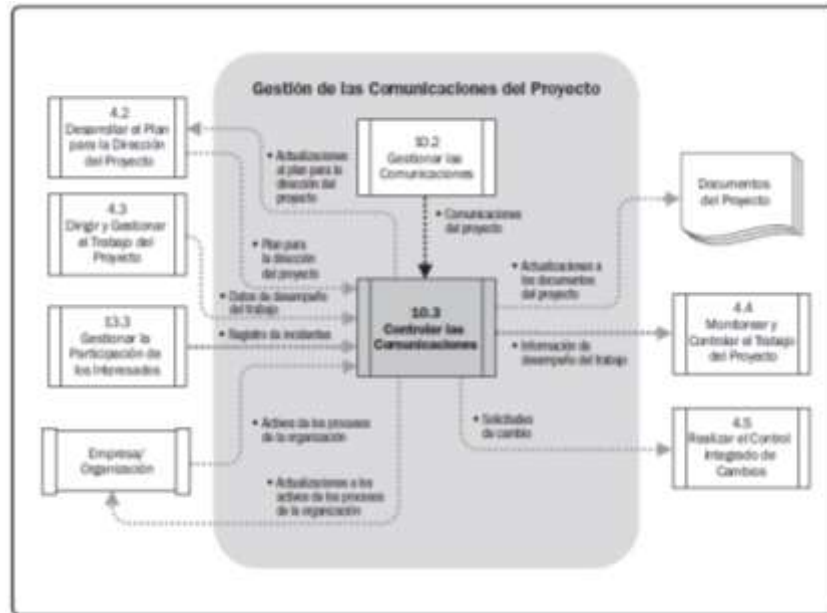 Gestión de las Comunicaciones del Proyecto
4.2
Desarrollar el Plan
para la Dirección
del Proyecto
4.3
Dirigir y Gestionar
el Trabajo del
Proyecto
13.3
Gestionar la
Participación de
los Interesados
Empresa/
Organización
• Actualizaciones
al plan para la
dirección del
proyecto
• Plan para
la dirección
del proyecto
• Datos de desempeño
del trabajo
• Registro de incidentes
• Activos de los procesos
de la organización
• Actualizaciones a los
activos de los procesos
de la organización
10.2
Gestionar las
Comunicaciones
• Comunicaciones
del proyecto
10.3
Controlar las
Comunicaciones
• Actualizaciones a
los documentos
del proyecto
• Información de
desempeño del trabajo
• Solicitudes
de cambio
Documentos
del Proyecto
4.4
Monitorear y
Controlar el Trabajo
del Proyecto
4.5
Realizar el Control
Integrado de
Cambios